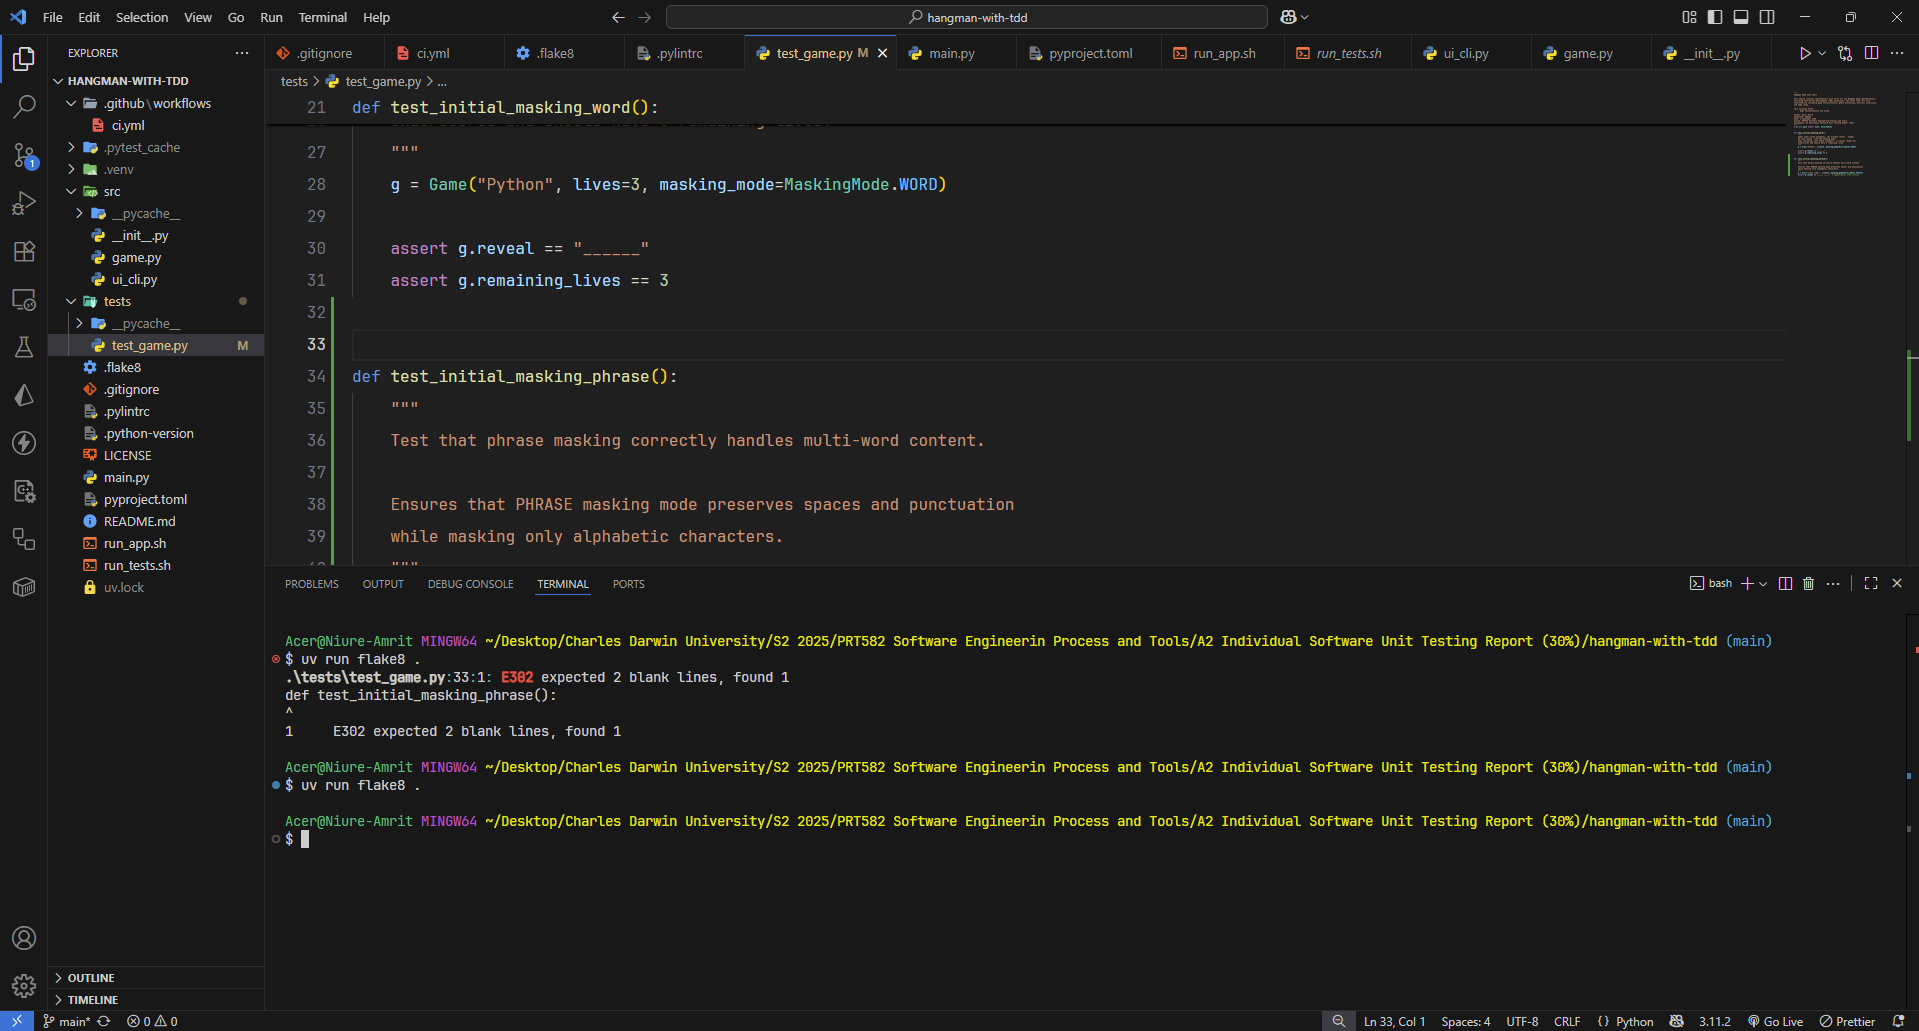 File Edit Selection View Go Run Terminal Help
hangman-with-tdd
EXPLORER
HANGMAN-WITH-TDD
.github\workflows
ci.yml
.pytest_cache
.venv
src
__pycache__
__init__.py
game.py
ui_cli.py
tests
__pycache__
test_game.py M
.flake8
.gitignore
.pylintrc
.python-version
LICENSE
main.py
pyproject.toml
README.md
run_app.sh
run_tests.sh
uv.lock
OUTLINE
TIMELINE
1
.gitignore ci.yml .flake8 .pylintrc test_game.py M main.py pyproject.toml run_app.sh run_tests.sh ui_cli.py game.py __init__.py
tests > test_game.py > ...
21 def test_initial_masking_word():
27 """
28 g = Game("Python", lives=3, masking_mode=MaskingMode.WORD)
29
30 assert g.reveal == "______"
31 assert g.remaining_lives == 3
32
33
34 def test_initial_masking_phrase():
35 """
36 Test that phrase masking correctly handles multi-word content.
37
38 Ensures that PHRASE masking mode preserves spaces and punctuation
39 while masking only alphabetic characters.
PROBLEMS OUTPUT DEBUG CONSOLE TERMINAL PORTS
bash
Acer@Niure-Amrit MINGW64 ~/Desktop/Charles Darwin University/S2 2025/PRT582 Software Engineerin Process and Tools/A2 Individual Software Unit Testing Report (30%)/hangman-with-tdd (main)
$ uv run flake8 .
.\tests\test_game.py:33:1: E302 expected 2 blank lines, found 1
def test_initial_masking_phrase():
^
1     E302 expected 2 blank lines, found 1
Acer@Niure-Amrit MINGW64 ~/Desktop/Charles Darwin University/S2 2025/PRT582 Software Engineerin Process and Tools/A2 Individual Software Unit Testing Report (30%)/hangman-with-tdd (main)
$ uv run flake8 .
Acer@Niure-Amrit MINGW64 ~/Desktop/Charles Darwin University/S2 2025/PRT582 Software Engineerin Process and Tools/A2 Individual Software Unit Testing Report (30%)/hangman-with-tdd (main)
$
main* 0 0 Ln 33, Col 1 Spaces: 4 UTF-8 CRLF {} Python 3.11.2 Go Live Prettier